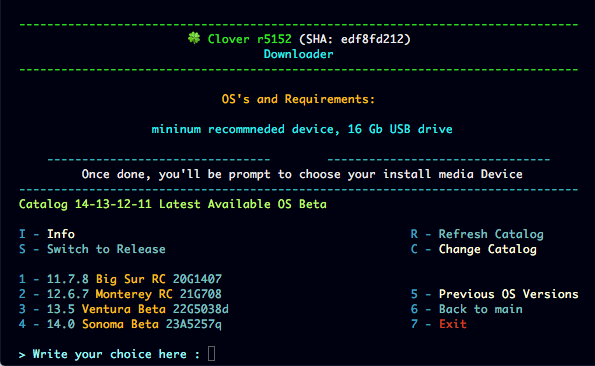 🍀 Clover r5152 (SHA: edf8fd212)
Downloader
OS's and Requirements:
mininum recommneded device, 16 Gb USB drive
Once done, you'll be prompt to choose your install media Device
Catalog 14-13-12-11 Latest Available OS Beta
I - Info R - Refresh Catalog
S - Switch to Release C - Change Catalog
1 - 11.7.8 Big Sur RC 20G1407
2 - 12.6.7 Monterey RC 21G708 5 - Previous OS Versions
3 - 13.5 Ventura Beta 22G5038d 6 - Back to main
4 - 14.0 Sonoma Beta 23A5257q 7 - Exit
> Write your choice here :